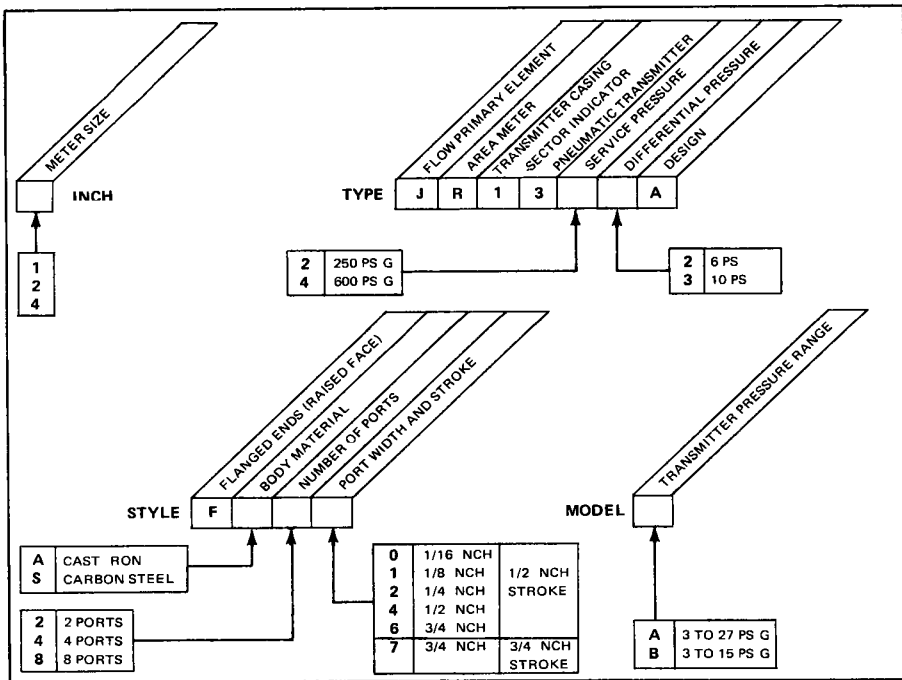 METER SIZE
INCH
1
2
4
FLOW PRIMARY ELEMENT
AREA METER
TRANSMITTER CASING
SECTOR INDICATOR
PNEUMATIC TRANSMITTER
SERVICE PRESSURE
DIFFERENTIAL PRESSURE
DESIGN
TYPE J R 1 3 A
2 250 PS G
4 600 PS G
2 6 PS
3 10 PS
FLANGED ENDS (RAISED FACE)
BODY MATERIAL
NUMBER OF PORTS
PORT WIDTH AND STROKE
STYLE F
A CAST RON
S CARBON STEEL
2 2 PORTS
4 4 PORTS
8 8 PORTS
0 1/16 NCH
1 1/8 NCH 1/2 NCH
2 1/4 NCH STROKE
4 1/2 NCH
6 3/4 NCH
7 3/4 NCH 3/4 NCH
STROKE
TRANSMITTER PRESSURE RANGE
MODEL
A 3 TO 27 PS G
B 3 TO 15 PS G